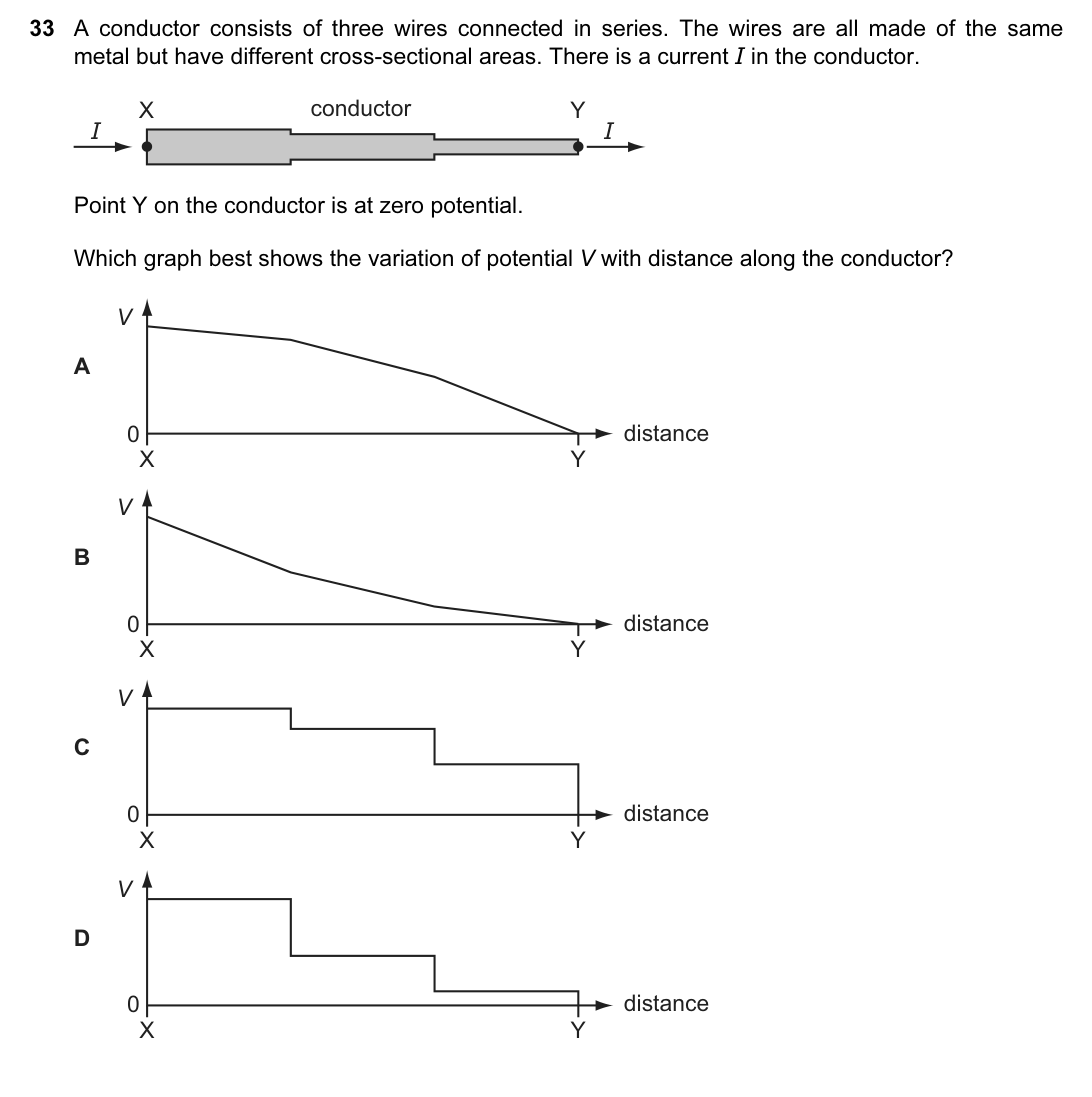 33 A conductor consists of three wires connected in series. The wires are all made of the same
metal but have different cross-sectional areas. There is a current I in the conductor.
X conductor Y
I I
Point Y on the conductor is at zero potential.
Which graph best shows the variation of potential V with distance along the conductor?
V
A
0 distance
X Y
V
B
0 distance
X Y
V
C
0 distance
X Y
V
D
0 distance
X Y